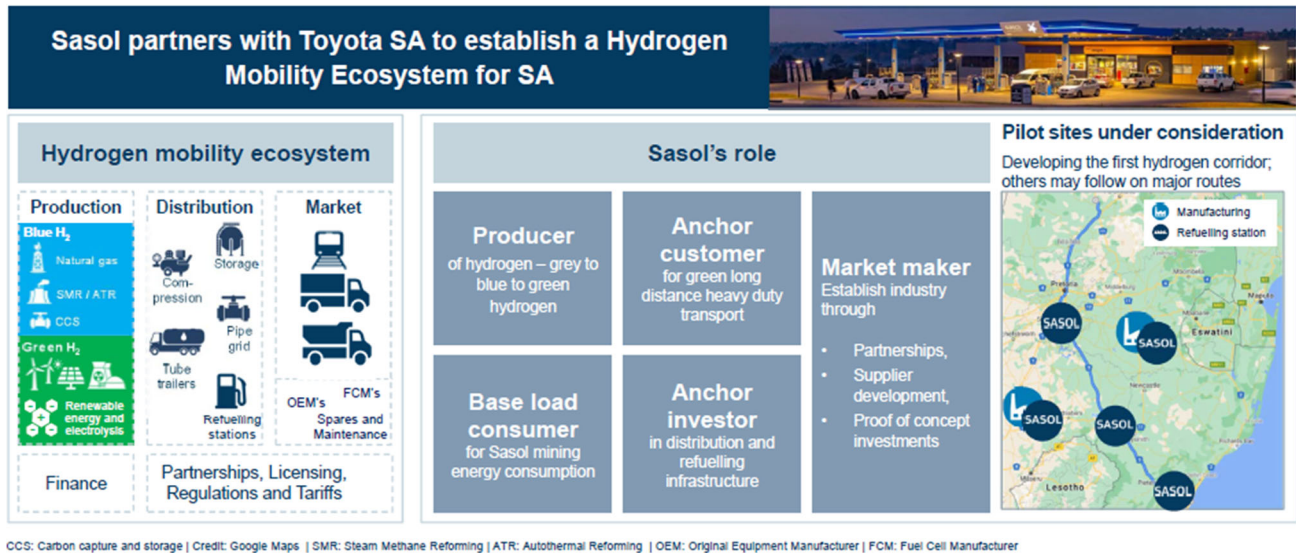 Sasol partners with Toyota SA to establish a Hydrogen
Mobility Ecosystem for SA
Hydrogen mobility ecosystem
Production
Blue H₂
Natural gas
SMR / ATR
CCS
Green H₂
Renewable
energy and
electrolysis
Distribution
Storage
Com-
pression
Pipe
grid
Tube
trailers
Refuelling
stations
Market
FCM's
OEM's
Spares and
Maintenance
Finance
Partnerships, Licensing,
Regulations and Tariffs
Sasol's role
Producer
of hydrogen – grey to
blue to green
hydrogen
Anchor
customer
for green long
distance heavy duty
transport
Market maker
Establish industry
through
• Partnerships,
• Supplier
development,
• Proof of concept
investments
Base load
consumer
for Sasol mining
energy consumption
Anchor
investor
in distribution and
refuelling
infrastructure
Pilot sites under consideration
Developing the first hydrogen corridor;
others may follow on major routes
Manufacturing
Refuelling station
Pretoria
Maputo
SASOL
SASOL
Eswatini
Newcastle
SASOL
SASOL
Lesotho
SASOL
CCS: Carbon capture and storage | Credit: Google Maps | SMR: Steam Methane Reforming | ATR: Autothermal Reforming | OEM: Original Equipment Manufacturer | FCM: Fuel Cell Manufacturer